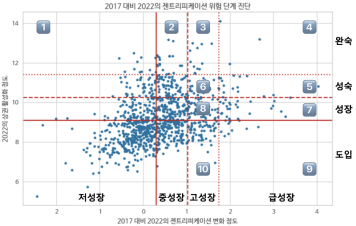 2017 대비 2022의 젠트리피케이션 위험 단계 진단
1 2 3 4
완숙
5 6
성숙
7 8
성장
도입
9 10
저성장 중성장 고성장 급성장
14
12
10
8
6
2 1 0 1 2 3 4
2017 대비 2022의 젠트리피케이션 변화 정도
2022의 상권 활성화 정도